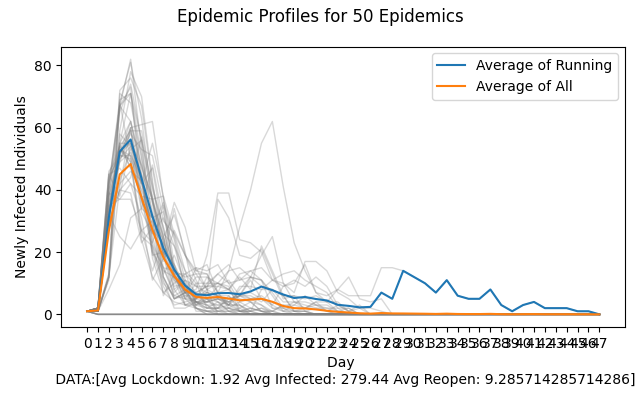 Epidemic Profiles for 50 Epidemics
Average of Running
Average of All
80
60
40
20
0
Newly Infected Individuals
0 1 2 3 4 5 6 7 8 9 10 11 12 13 14 15 16 17 18 19 20 21 22 23 24 25 26 27 28 29 30 31 32 33 34 35 36 37 38 39 40 41 42 43 44 45 46 47
Day
DATA:[Avg Lockdown: 1.92 Avg Infected: 279.44 Avg Reopen: 9.285714285714286]